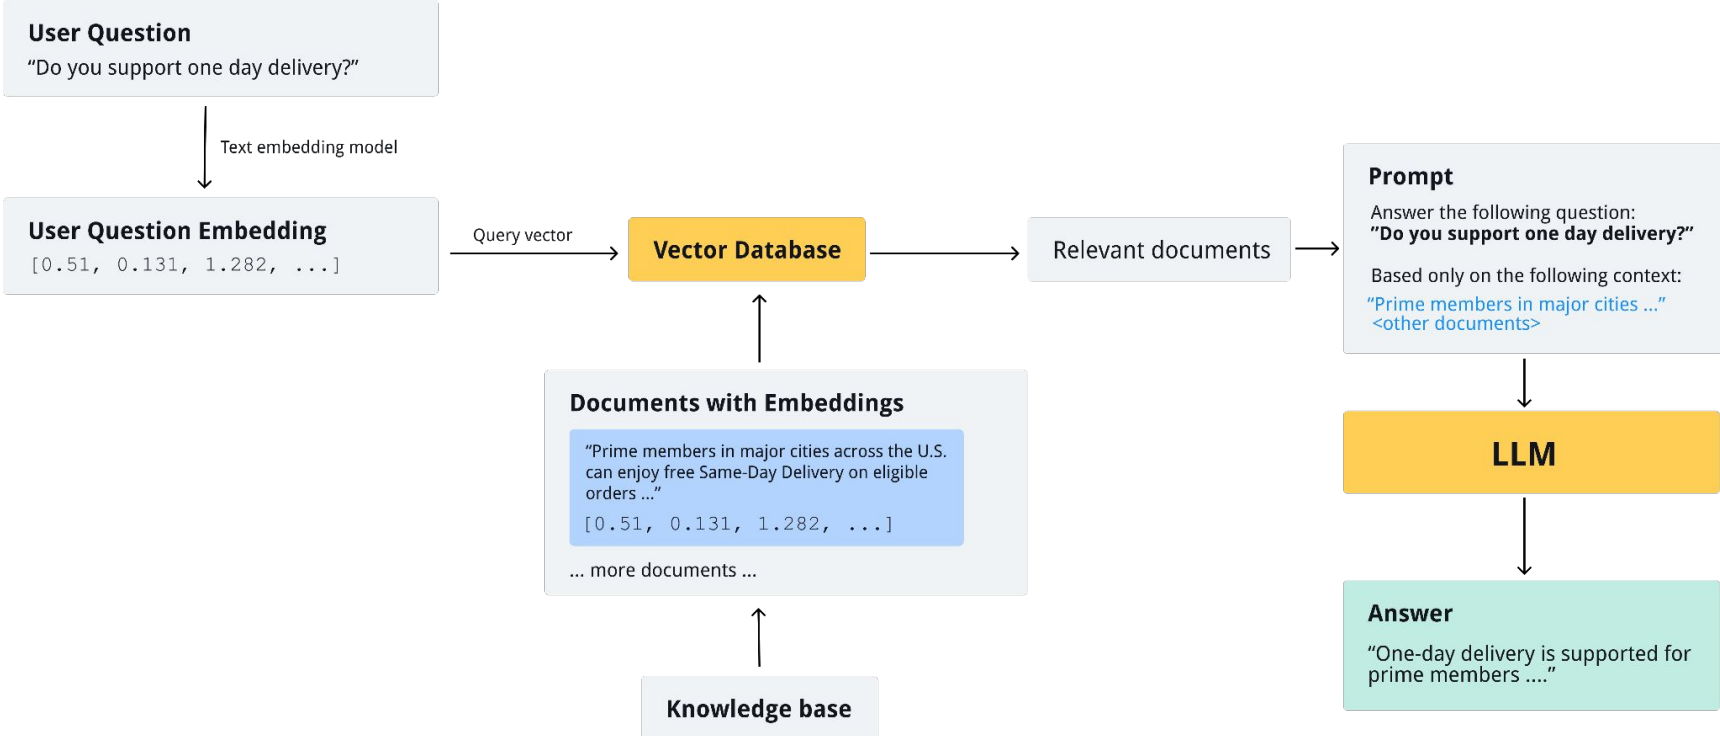 User Question
“Do you support one day delivery?”
Text embedding model
User Question Embedding
[0.51, 0.131, 1.282, ...]
Query vector
Vector Database
Relevant documents
Prompt
Answer the following question:
”Do you support one day delivery?”
Based only on the following context:
“Prime members in major cities ...”
<other documents>
Documents with Embeddings
“Prime members in major cities across the U.S.
can enjoy free Same-Day Delivery on eligible
orders ...”
[0.51, 0.131, 1.282, ...]
... more documents ...
Knowledge base
LLM
Answer
“One-day delivery is supported for
prime members ....”